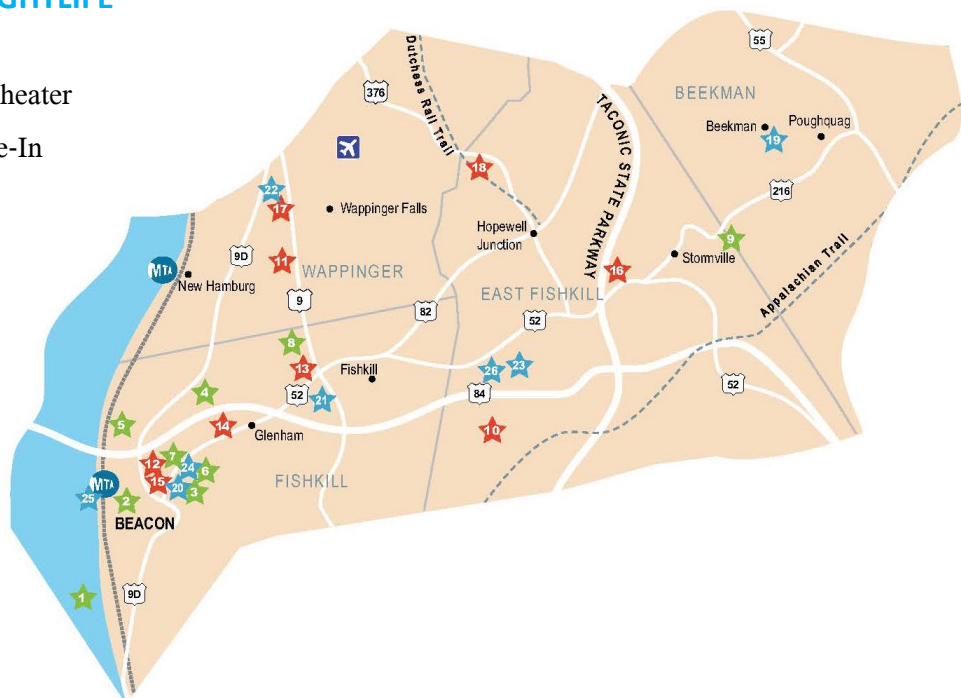 GHTLIFE
heater
e-In
55
Dutchess Rail Trail
376
BEEKMAN
TACONIC STATE PARKWAY
Beekman
Poughquag
19
18
22
17
216
Wappinger Falls
Hopewell
Junction
9
9D
11
WAPPINGER
Stormville
16
MTA
New Hamburg
EAST FISHKILL
9
82
Appalachian Trail
52
8
13
Fishkill
26
23
52
84
52
4
21
5
14
Glenham
10
7
12
24
6
15
20
3
FISHKILL
MTA
25
2
BEACON
1
9D